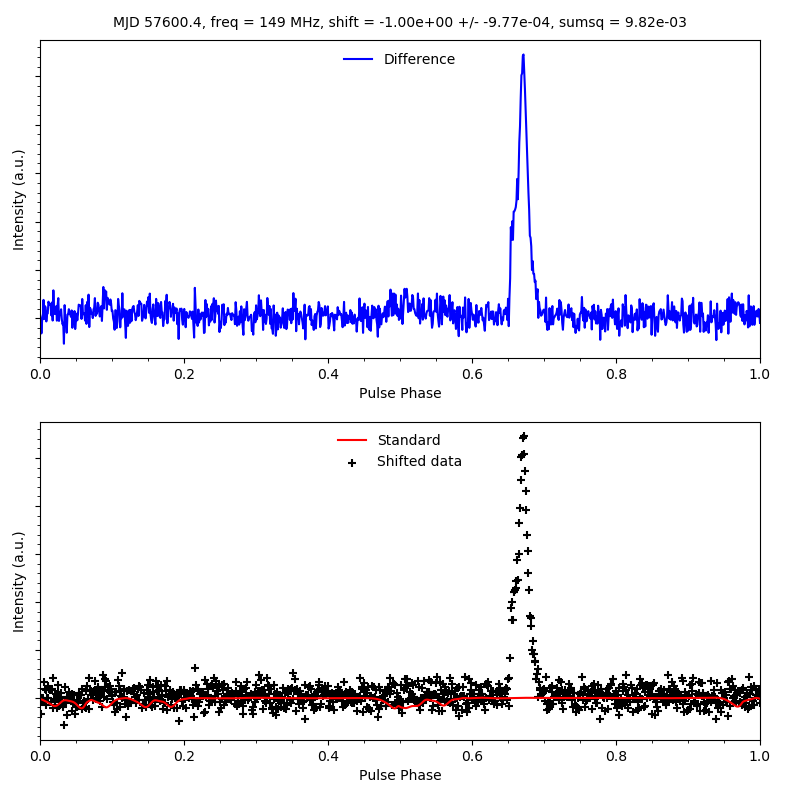 MJD 57600.4, freq = 149 MHz, shift = -1.00e+00 +/- -9.77e-04, sumsq = 9.82e-03
Difference
Intensity (a.u.)
0.0 0.2 0.4 0.6 0.8 1.0
Pulse Phase
Standard
Shifted data
Intensity (a.u.)
0.0 0.2 0.4 0.6 0.8 1.0
Pulse Phase